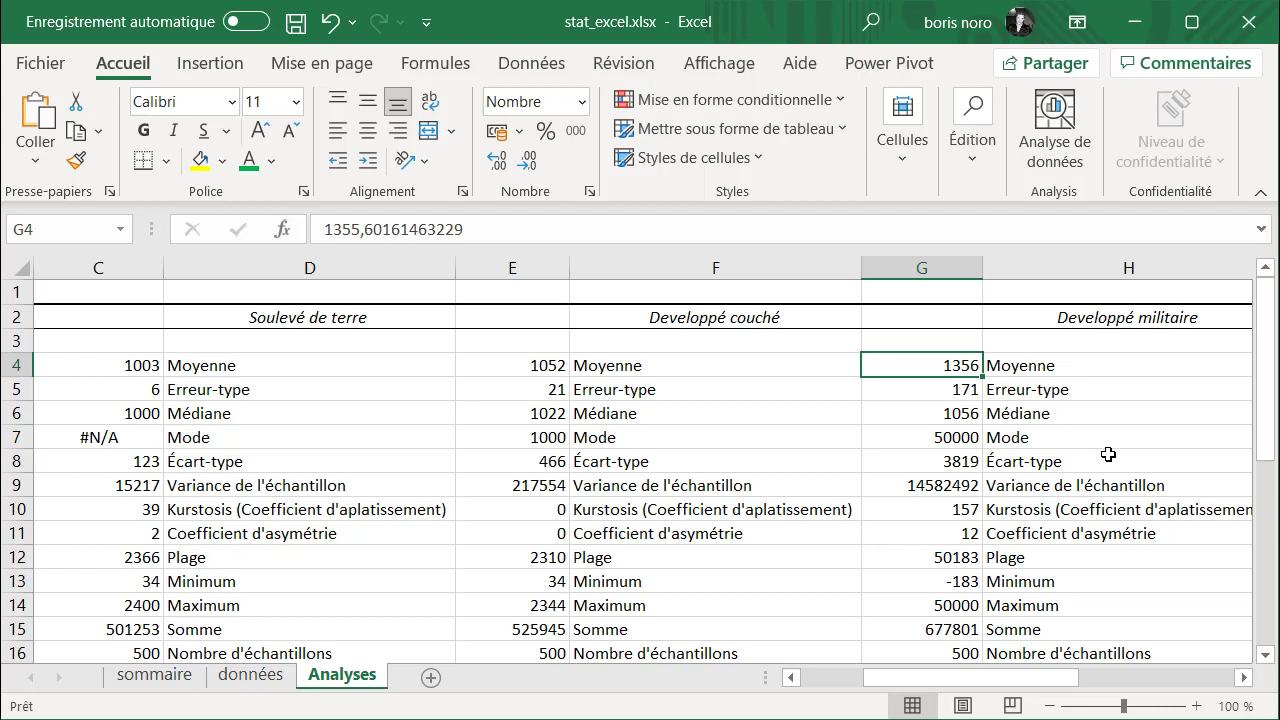 Enregistrement automatique stat_excel.xlsx - Excel boris noro
Fichier Accueil Insertion Mise en page Formules Données Révision Affichage Aide Power Pivot Partager Commentaires
Coller
Presse-papiers
Calibri 11
G I S A A A
Police
ab
Alignement
Nombre
% 000
Nombre
Mise en forme conditionnelle
Mettre sous forme de tableau
Styles de cellules
Styles
Cellules
Édition
Analyse de
données
Analysis
Niveau de
confidentialité
Confidentialité
G4 fx 1355,60161463229
C D E F G H
1
2 Soulevé de terre Developpé couché Developpé militaire
3
4 1003 Moyenne 1052 Moyenne 1356 Moyenne
5 6 Erreur-type 21 Erreur-type 171 Erreur-type
6 1000 Médiane 1022 Médiane 1056 Médiane
7 #N/A Mode 1000 Mode 50000 Mode
8 123 Écart-type 466 Écart-type 3819 Écart-type
9 15217 Variance de l'échantillon 217554 Variance de l'échantillon 14582492 Variance de l'échantillon
10 39 Kurstosis (Coefficient d'aplatissement) 0 Kurstosis (Coefficient d'aplatissement) 157 Kurstosis (Coefficient d'aplatissemen
11 2 Coefficient d'asymétrie 0 Coefficient d'asymétrie 12 Coefficient d'asymétrie
12 2366 Plage 2310 Plage 50183 Plage
13 34 Minimum 34 Minimum -183 Minimum
14 2400 Maximum 2344 Maximum 50000 Maximum
15 501253 Somme 525945 Somme 677801 Somme
16 500 Nombre d'échantillons 500 Nombre d'échantillons 500 Nombre d'échantillons
sommaire données Analyses
Prêt 100 %